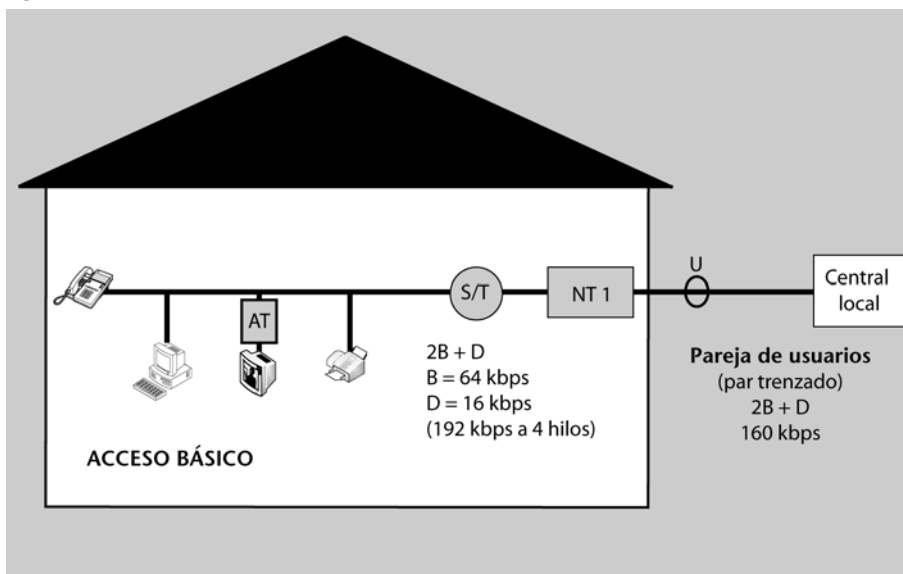 U
S/T
NT 1
Central
local
AT
2B + D
B = 64 kbps
D = 16 kbps
(192 kbps a 4 hilos)
Pareja de usuarios
(par trenzado)
2B + D
160 kbps
ACCESO BÁSICO